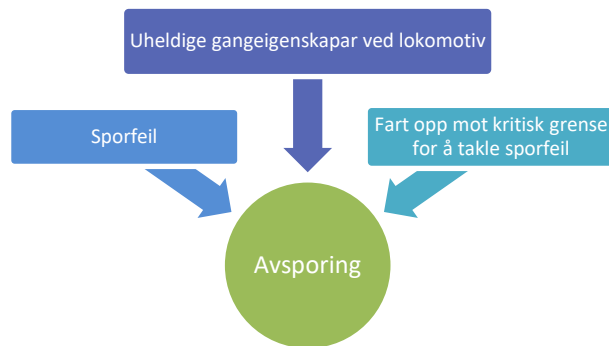 Uheldige gangeigenskapar ved lokomotiv
Sporfeil
Fart opp mot kritisk grense
for å takle sporfeil
Avsporing